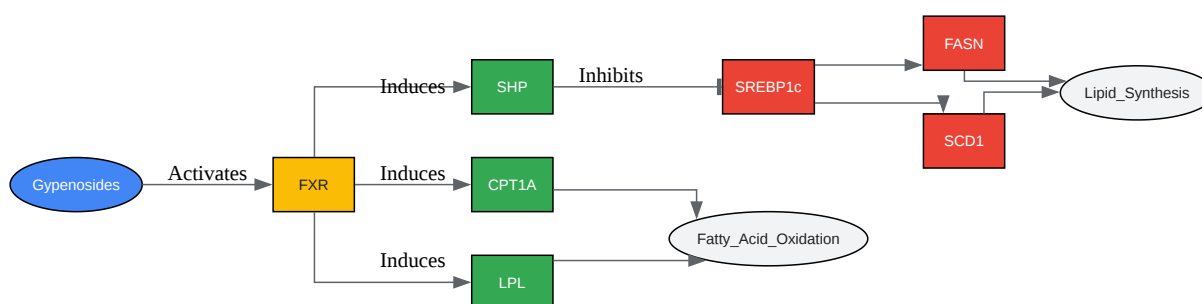 FASN
Induces
SHP
Inhibits
SREBP1c
Lipid_Synthesis
SCD1
Gypenosides
Activates
FXR
Induces
CPT1A
Fatty_Acid_Oxidation
Induces
LPL